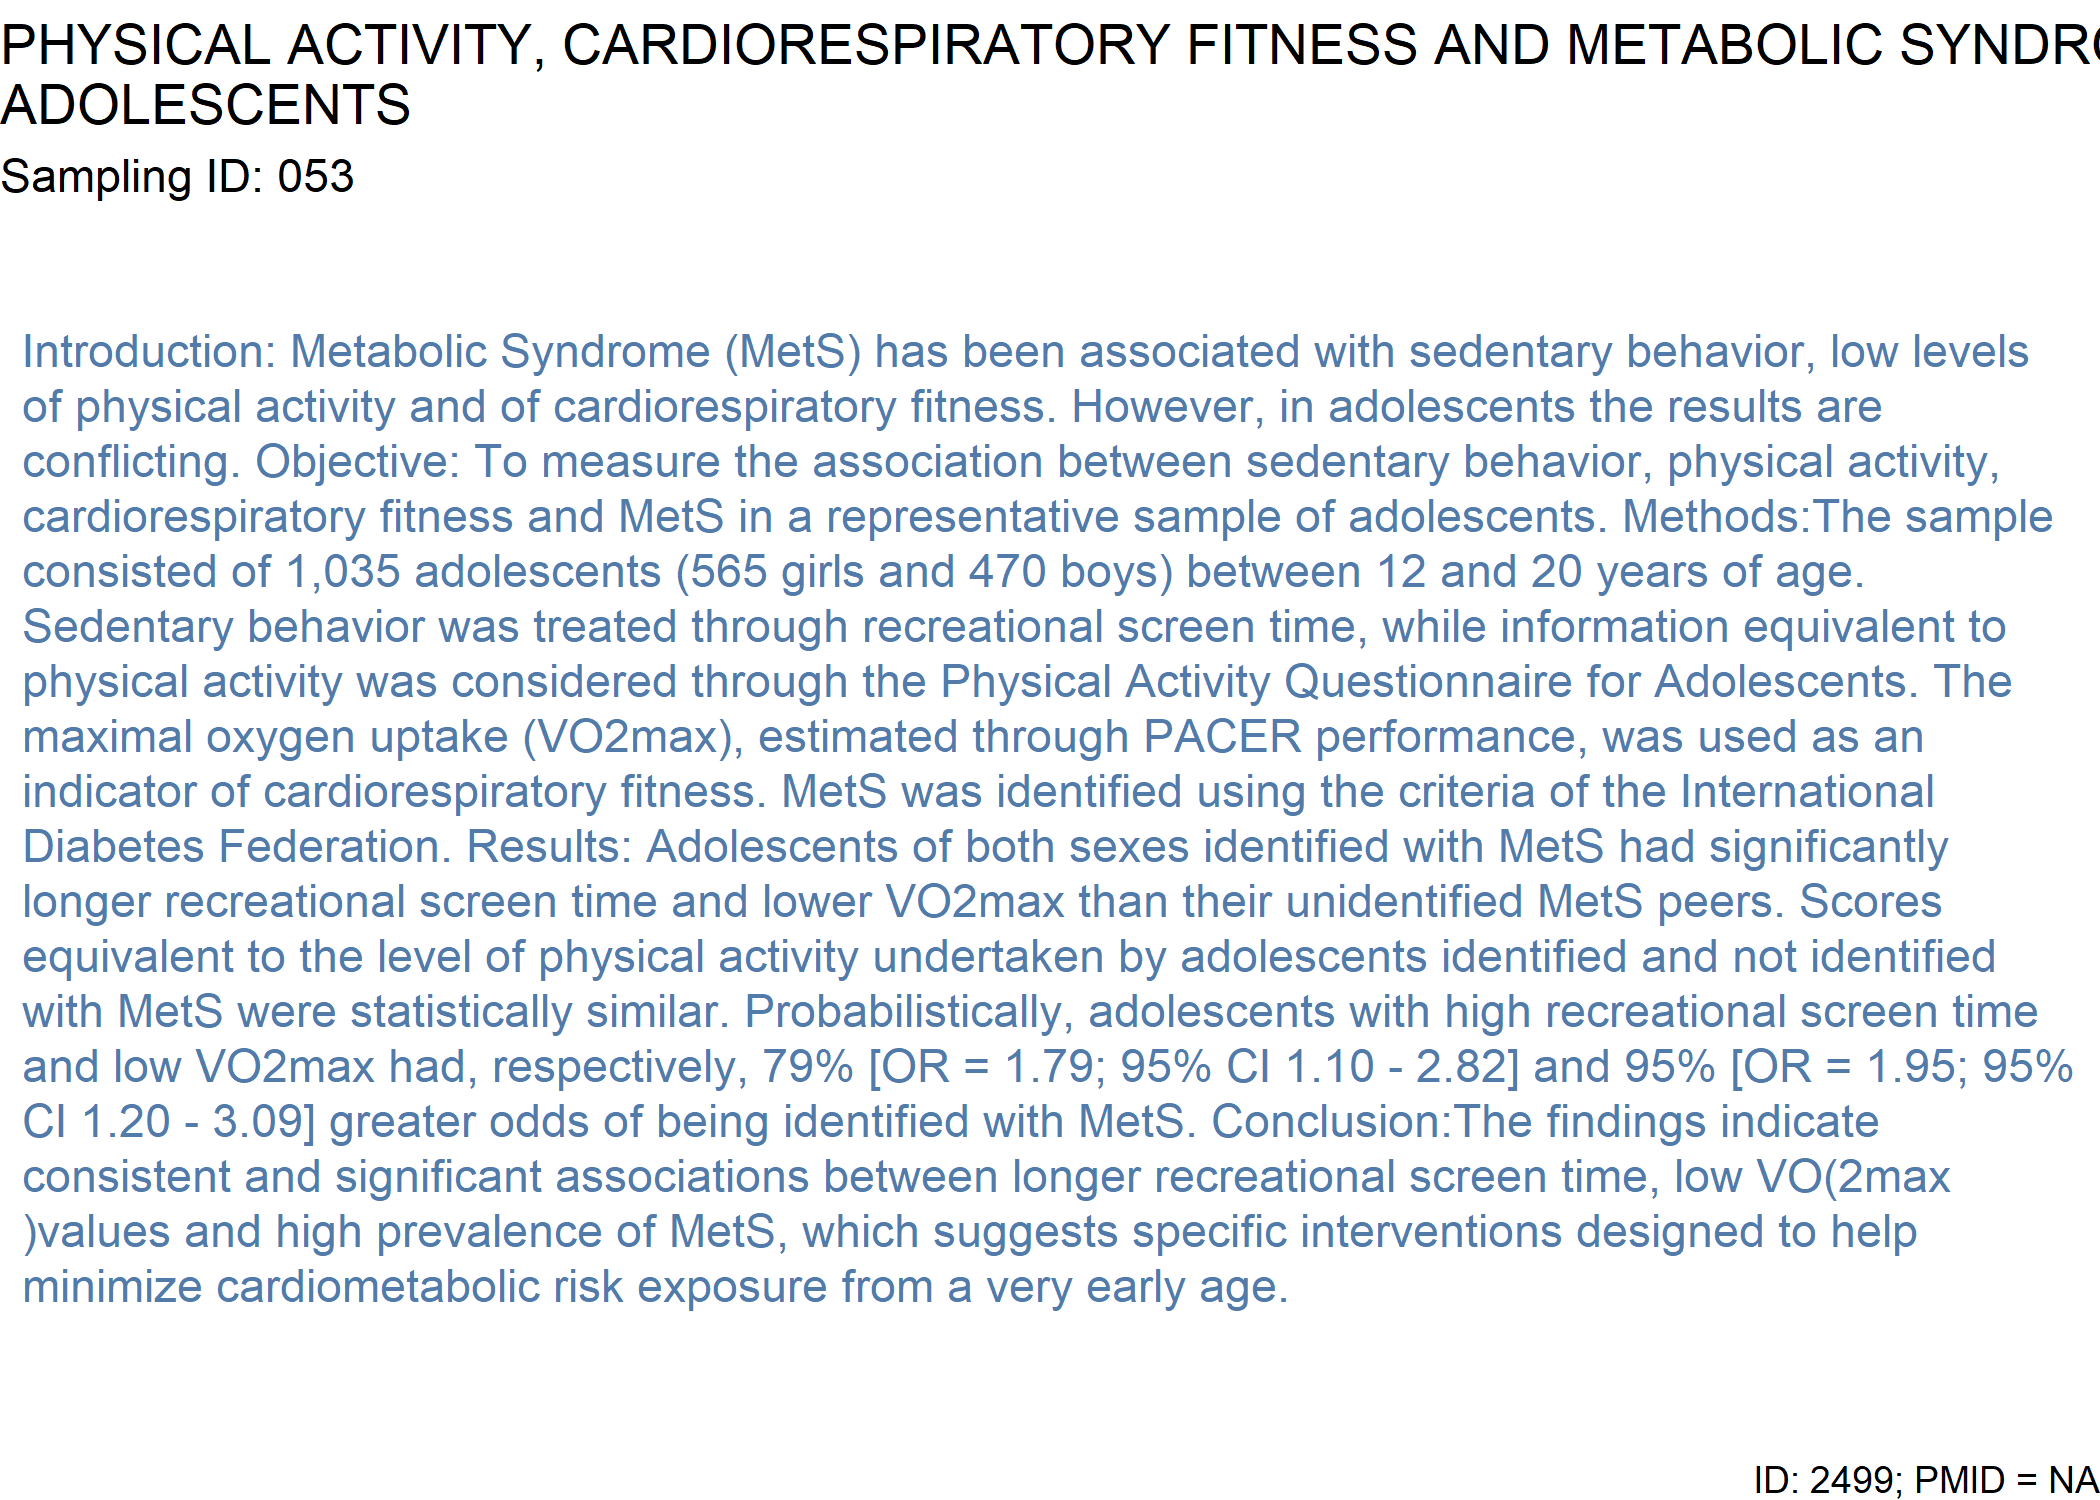 PHYSICAL ACTIVITY, CARDIORESPIRATORY FITNESS AND METABOLIC
ADOLESCENTS
Sampling ID: 053
Introduction: Metabolic Syndrome (MetS) has been associated with sedentary behavior, low levels
of physical activity and of cardiorespiratory fitness. However, in adolescents the results are
conflicting. Objective: To measure the association between sedentary behavior, physical activity,
cardiorespiratory fitness and MetS in a representative sample of adolescents. Methods:The sample
consisted of 1,035 adolescents (565 girls and 470 boys) between 12 and 20 years of age.
Sedentary behavior was treated through recreational screen time, while information equivalent to
physical activity was considered through the Physical Activity Questionnaire for Adolescents. The
maximal oxygen uptake (VO2max), estimated through PACER performance, was used as an
indicator of cardiorespiratory fitness. MetS was identified using the criteria of the International
Diabetes Federation. Results: Adolescents of both sexes identified with MetS had significantly
longer recreational screen time and lower VO2max than their unidentified MetS peers. Scores
equivalent to the level of physical activity undertaken by adolescents identified and not identified
with MetS were statistically similar. Probabilistically, adolescents with high recreational screen time
and low VO2max had, respectively, 79% [OR = 1.79; 95% CI 1.10 - 2.82] and 95% [OR = 1.95; 95%
CI 1.20 - 3.09] greater odds of being identified with MetS. Conclusion:The findings indicate
consistent and significant associations between longer recreational screen time, low VO(2max
)values and high prevalence of MetS, which suggests specific interventions designed to help
minimize cardiometabolic risk exposure from a very early age.
ID: 2499; PMID = NA